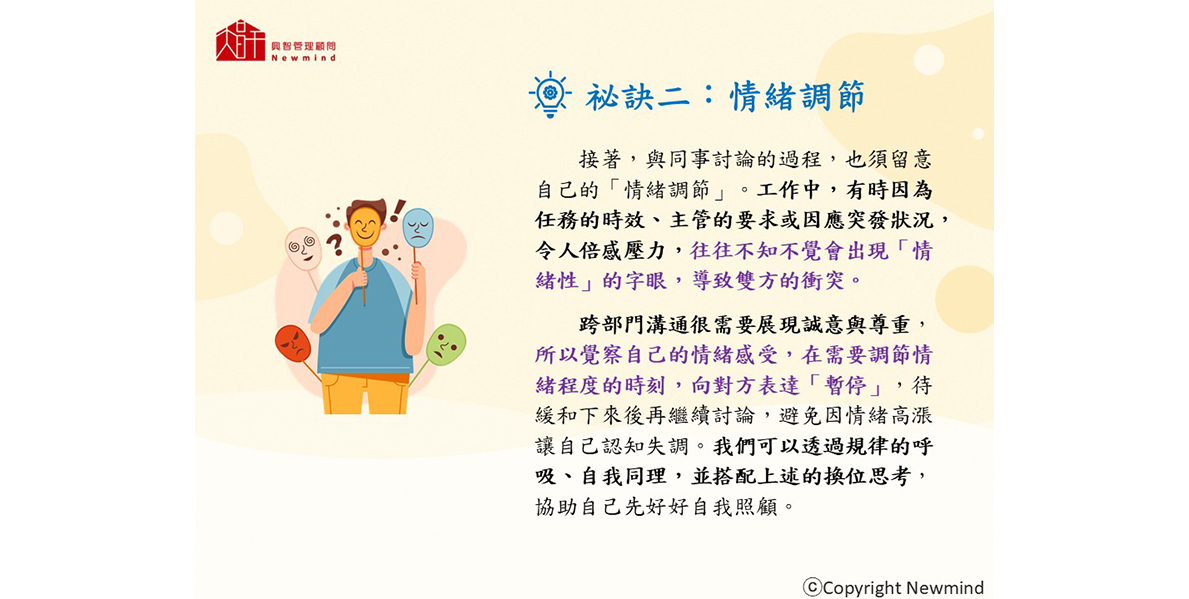 興智管理顧問
Newmind
祕訣二：情緒調節
接著，與同事討論的過程，也須留意
自己的「情緒調節」。工作中，有時因為
任務的時效、主管的要求或因應突發狀況，
令人倍感壓力，往往不知不覺會出現「情
緒性」的字眼，導致雙方的衝突。
跨部門溝通很需要展現誠意與尊重，
所以覺察自己的情緒感受，在需要調節情
緒程度的時刻，向對方表達「暫停」，待
緩和下來後再繼續討論，避免因情緒高漲
讓自己認知失調。我們可以透過規律的呼
吸、自我同理，並搭配上述的換位思考，
協助自己先好好自我照顧。
?
!
ⓒCopyright Newmind